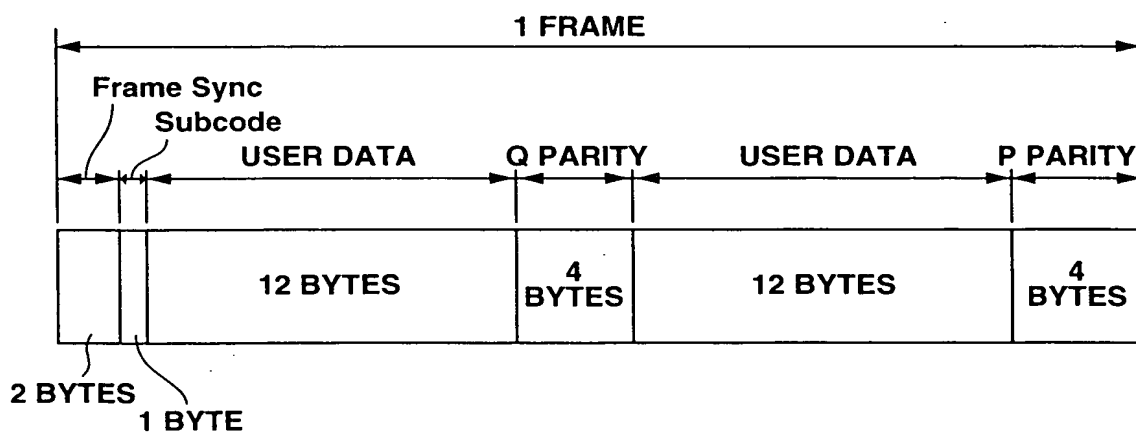 1 FRAME
Frame Sync
Subcode
USER DATA
Q PARITY
USER DATA
P PARITY
12 BYTES
4
BYTES
12 BYTES
4
BYTES
2 BYTES
1 BYTE